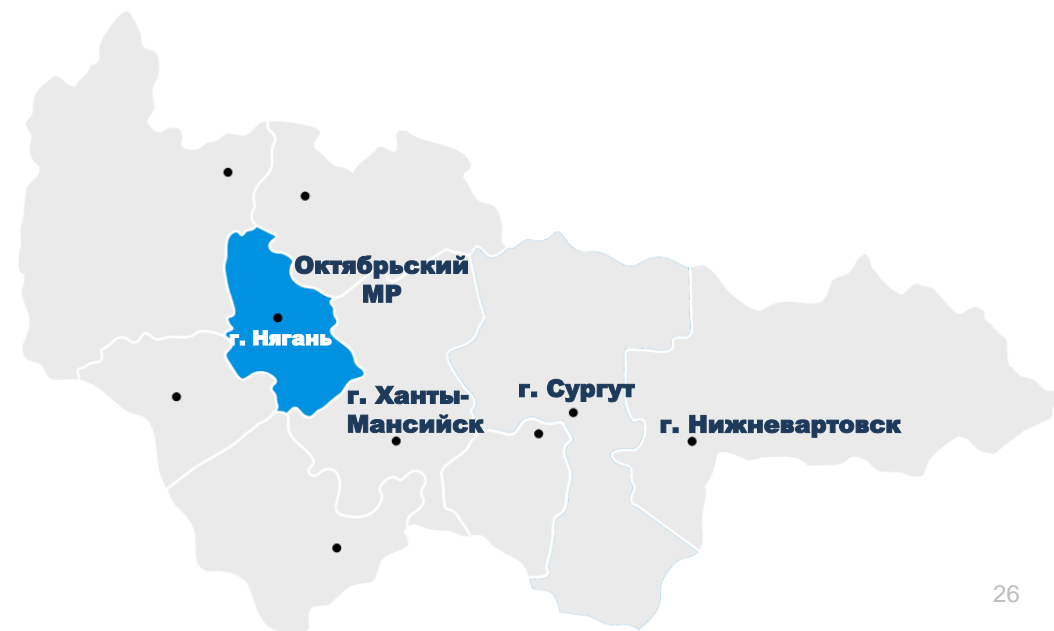 Октябрьский
МР
г. Нягань
г. Ханты-
Мансийск
г. Сургут
г. Нижневартовск
26